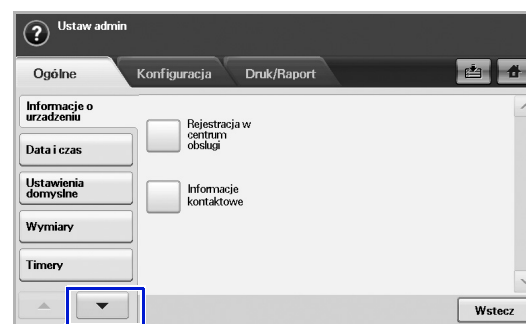 Ustaw admin
Ogólne
Konfiguracja
Druk/Raport
Informacje o
urzadzeniu
Data i czas
Ustawienia
domyslne
Wymiary
Timery
Rejestracja w
centrum
obslugi
Informacje
kontaktowe
Wstecz